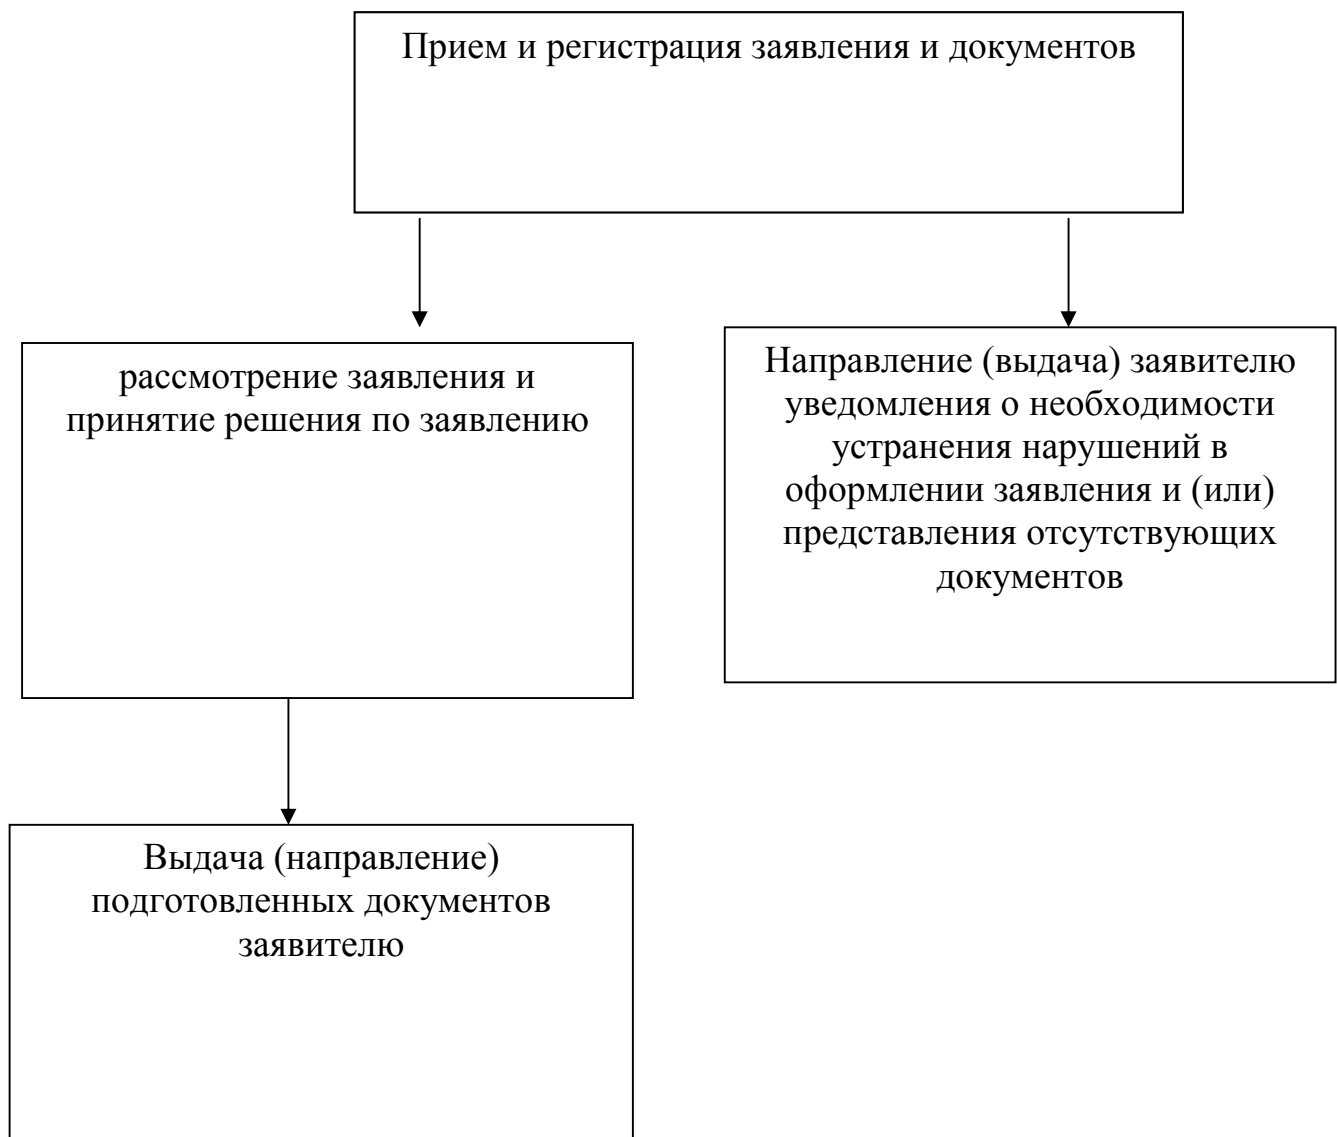 Прием и регистрация заявления и документов
рассмотрение заявления и
принятие решения по заявлению
Направление (выдача) заявителю
уведомления о необходимости
устранения нарушений в
оформлении заявления и (или)
представления отсутствующих
документов
Выдача (направление)
подготовленных документов
заявителю